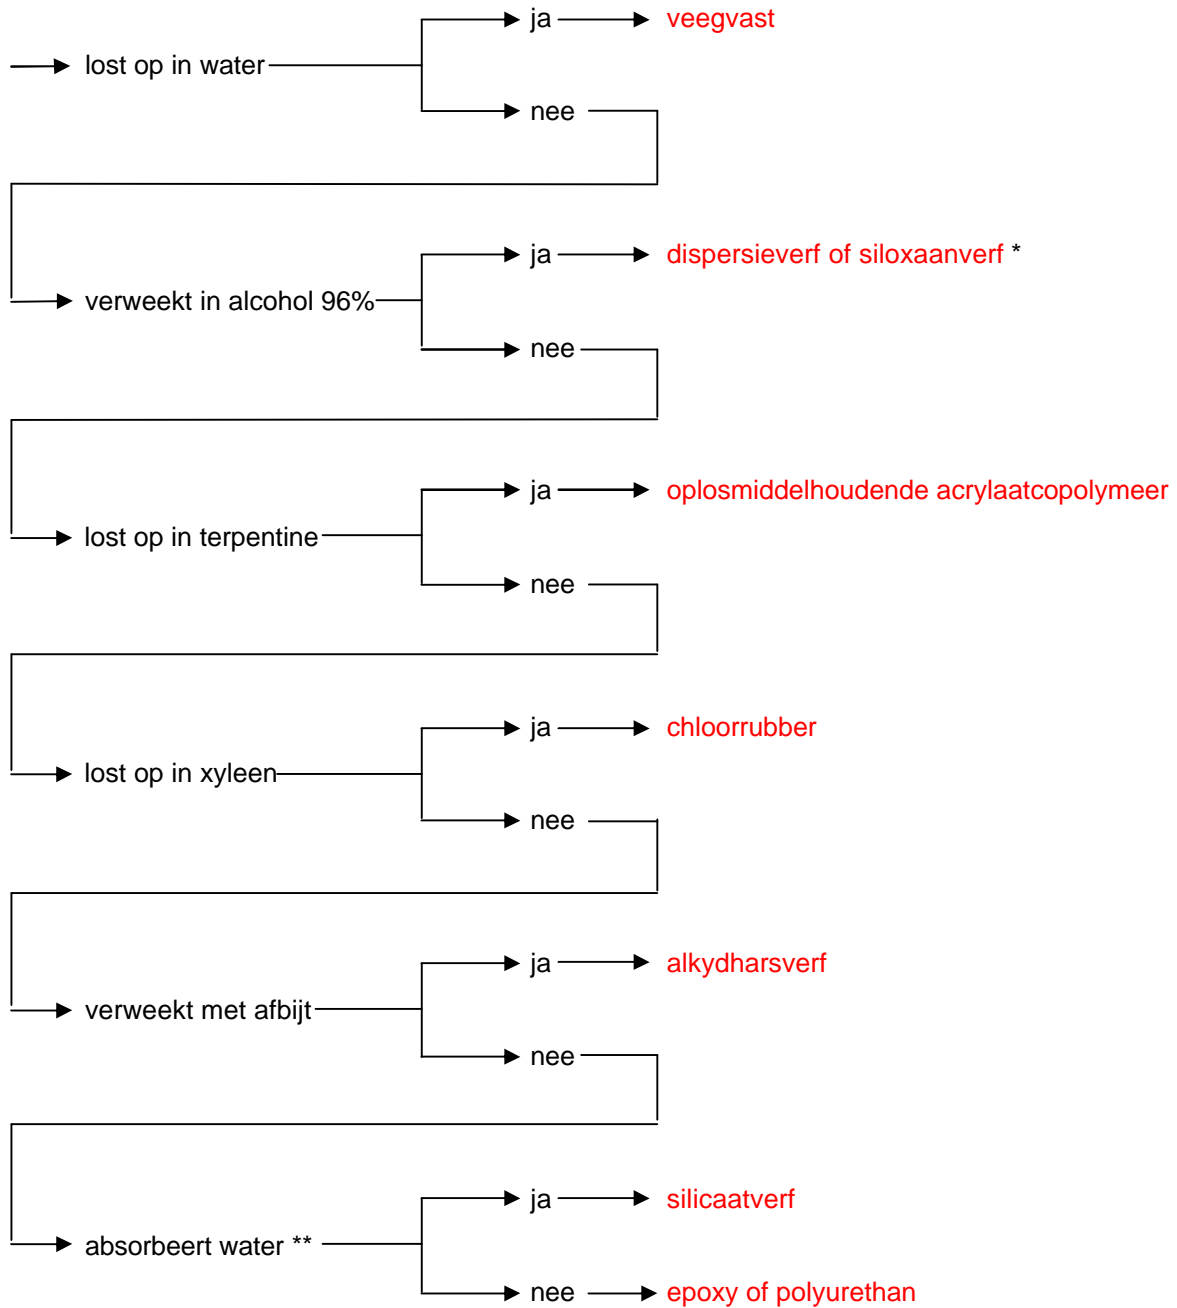 ja veegvast
lost op in water
nee
ja dispersieverf of siloxaanverf *
verweekt in alcohol 96%
nee
ja oplosmiddelhoudende acrylaatcopolymeer
lost op in terpentine
nee
ja chloorrubber
lost op in xyleen
nee
ja alkydharsverf
verweekt met afbijt
nee
ja silicaatverf
absorbeert water **
nee epoxy of polyurethan